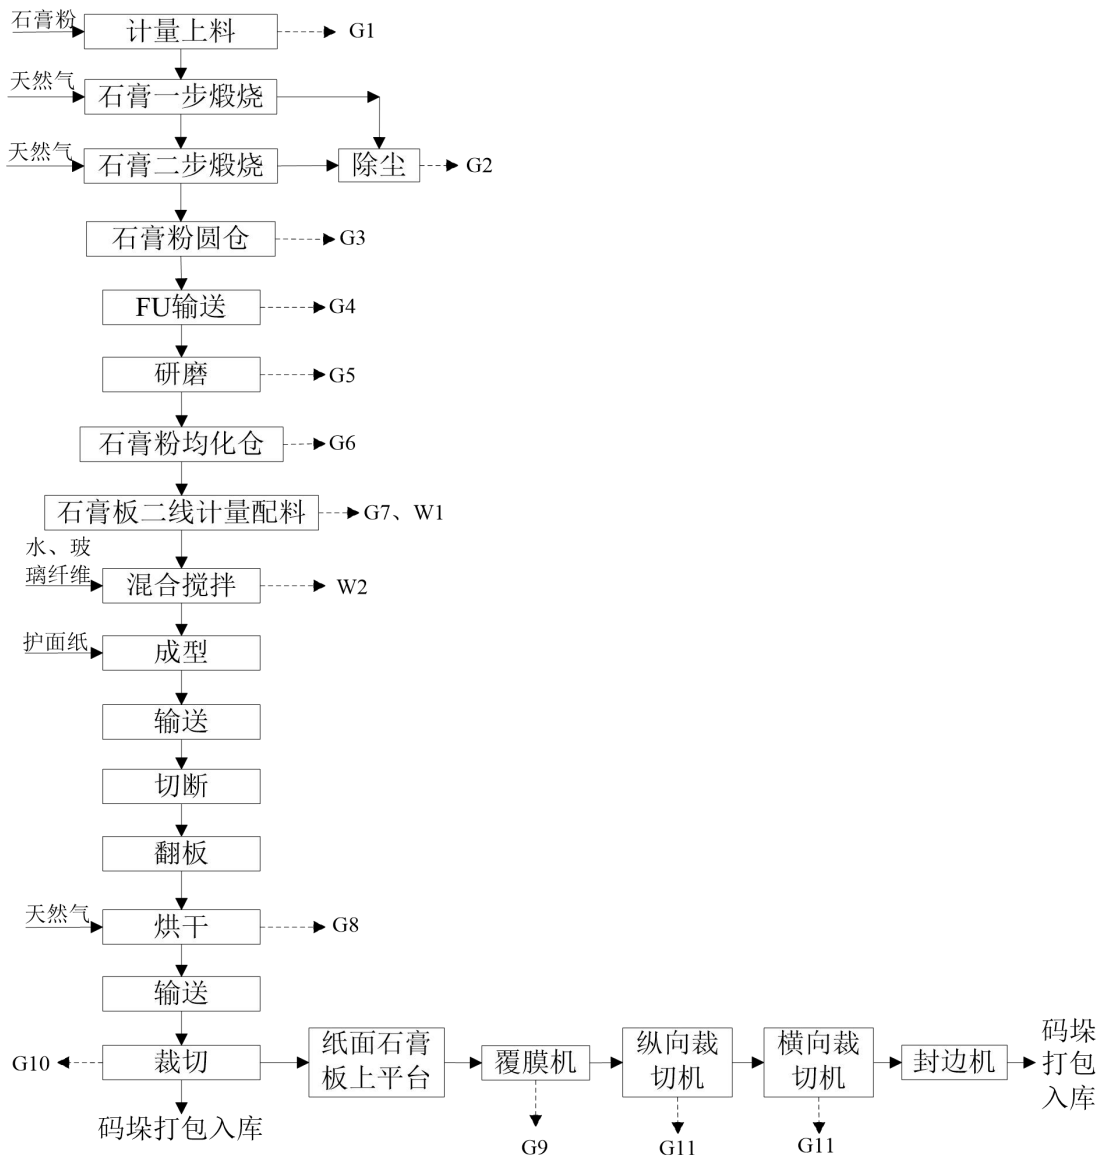 石膏粉
计量上料
G1
天然气
石膏一步煅烧
天然气
石膏二步煅烧
除尘
G2
石膏粉圆仓
G3
FU输送
G4
研磨
G5
石膏粉均化仓
G6
石膏板二线计量配料
G7、W1
水、玻
璃纤维
混合搅拌
W2
护面纸
成型
输送
切断
翻板
天然气
烘干
G8
输送
G10
裁切
纸面石膏
板上平台
覆膜机
纵向裁
切机
横向裁
切机
封边机
码垛
打包
入库
码垛打包入库
G9
G11
G11